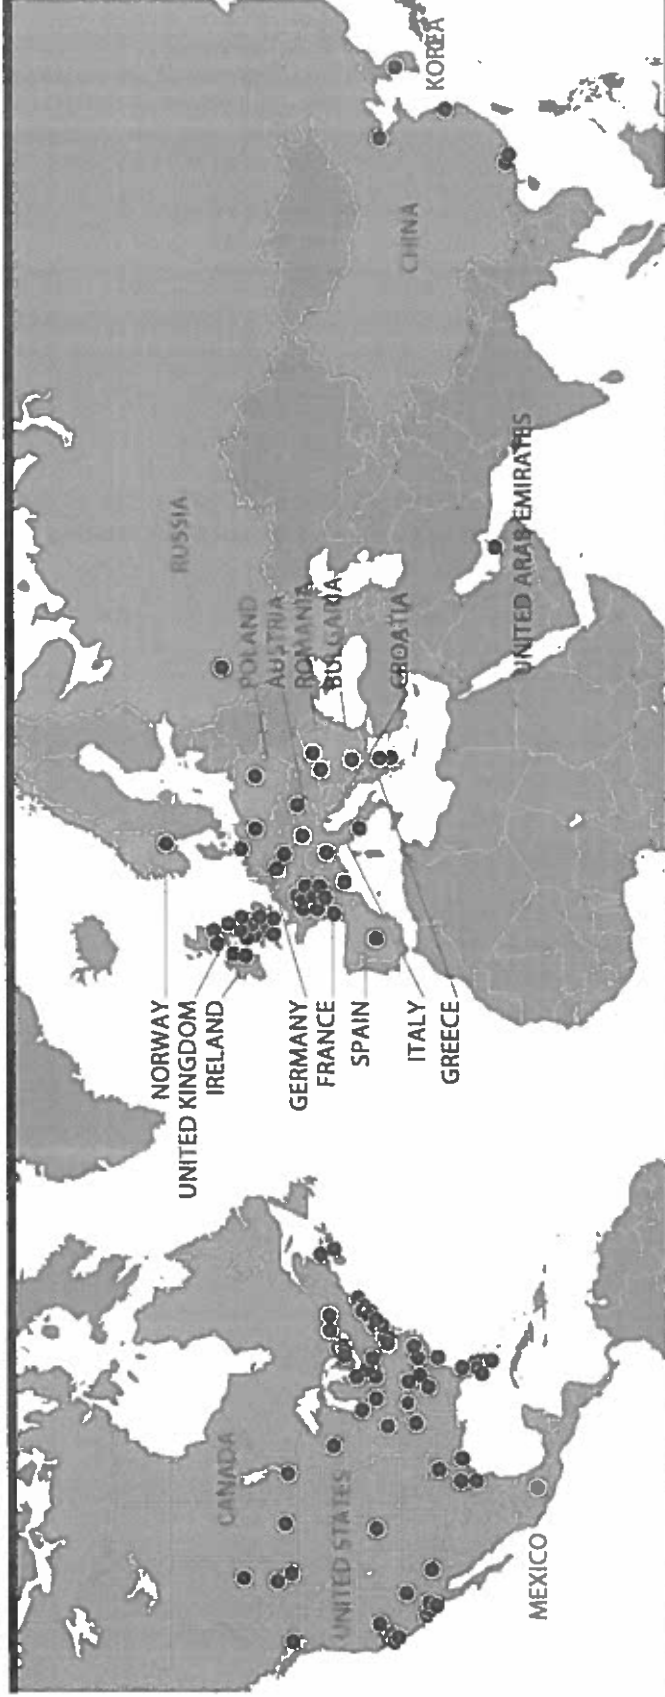 CANADA
UNITED STATES
MEXICO
NORWAY
UNITED KINGDOM
IRELAND
GERMANY
FRANCE
SPAIN
ITALY
GREECE
RUSSIA
POLAND
AUSTRIA
ROMANIA
BULGARIA
CROATIA
UNITED ARAB EMIRATES
CHINA
KOREA